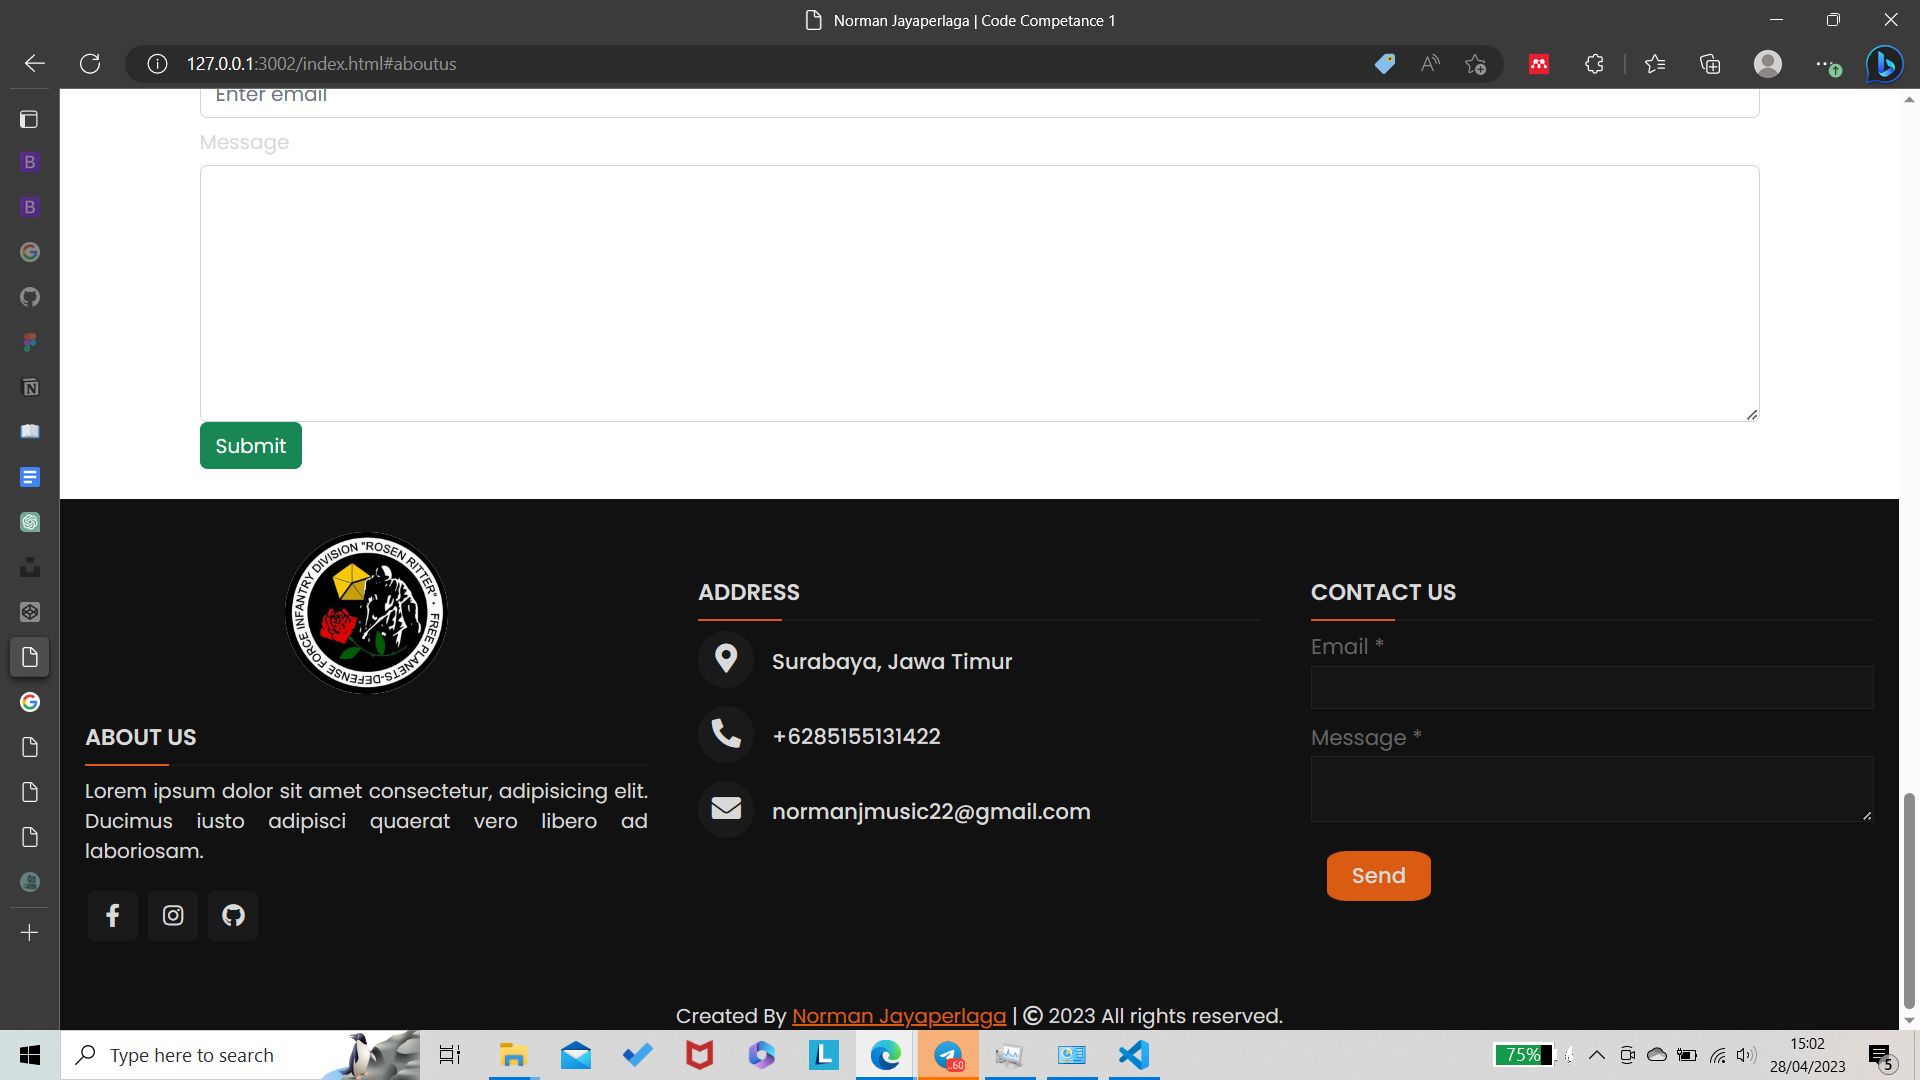 Norman Jayaperlaga | Code Competance 1
127.0.0.1:3002/index.html#aboutus
Enter email
Message
Submit
FREE PLANETS-DEFENSE FORCE INFANTRY DIVISION "ROSEN RITTER"
ABOUT US
Lorem ipsum dolor sit amet consectetur, adipisicing elit.
Ducimus iusto adipisci quaerat vero libero ad
laboriosam.
ADDRESS
Surabaya, Jawa Timur
+6285155131422
normanjmusic22@gmail.com
CONTACT US
Email *
Message *
Send
Created By Norman Jayaperlaga | © 2023 All rights reserved.
Type here to search
..60
75%
15:02
28/04/2023
5